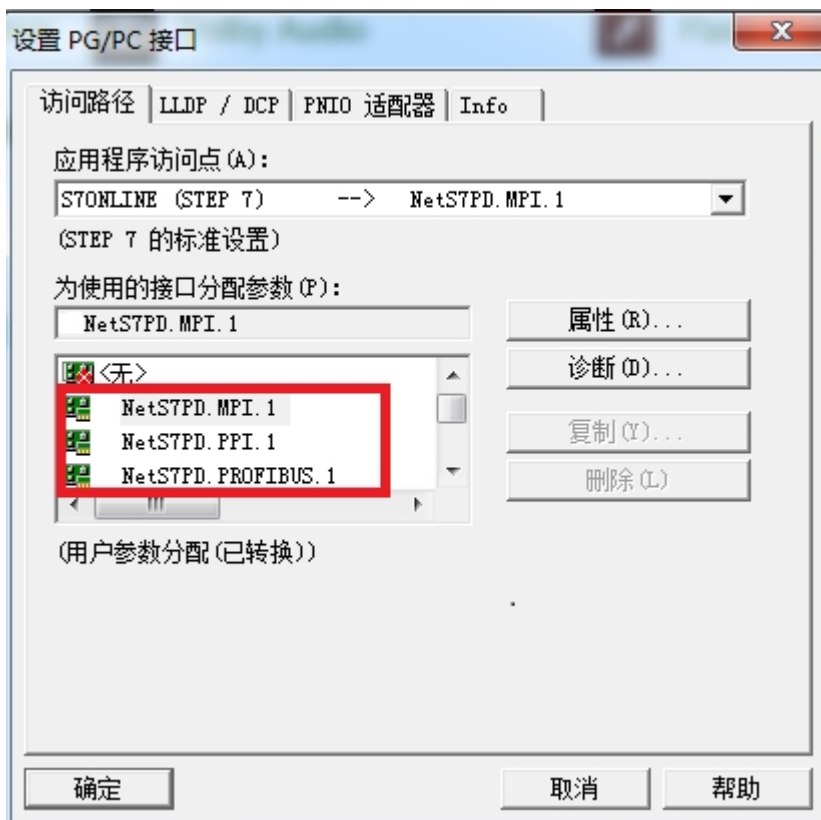 设置 PG/PC 接口
访问路径 LLDP / DCP PNIO 适配器 Info
应用程序访问点(A):
S7ONLINE (STEP 7) --> NetS7PD.MPI.1
(STEP 7 的标准设置)
为使用的接口分配参数(P):
NetS7PD.MPI.1
属性(R)...
<无>
诊断(D)...
NetS7PD.MPI.1
NetS7PD.PPI.1
复制(Y)...
NetS7PD.PROFIBUS.1
删除(L)
(用户参数分配(已转换))
确定 取消 帮助